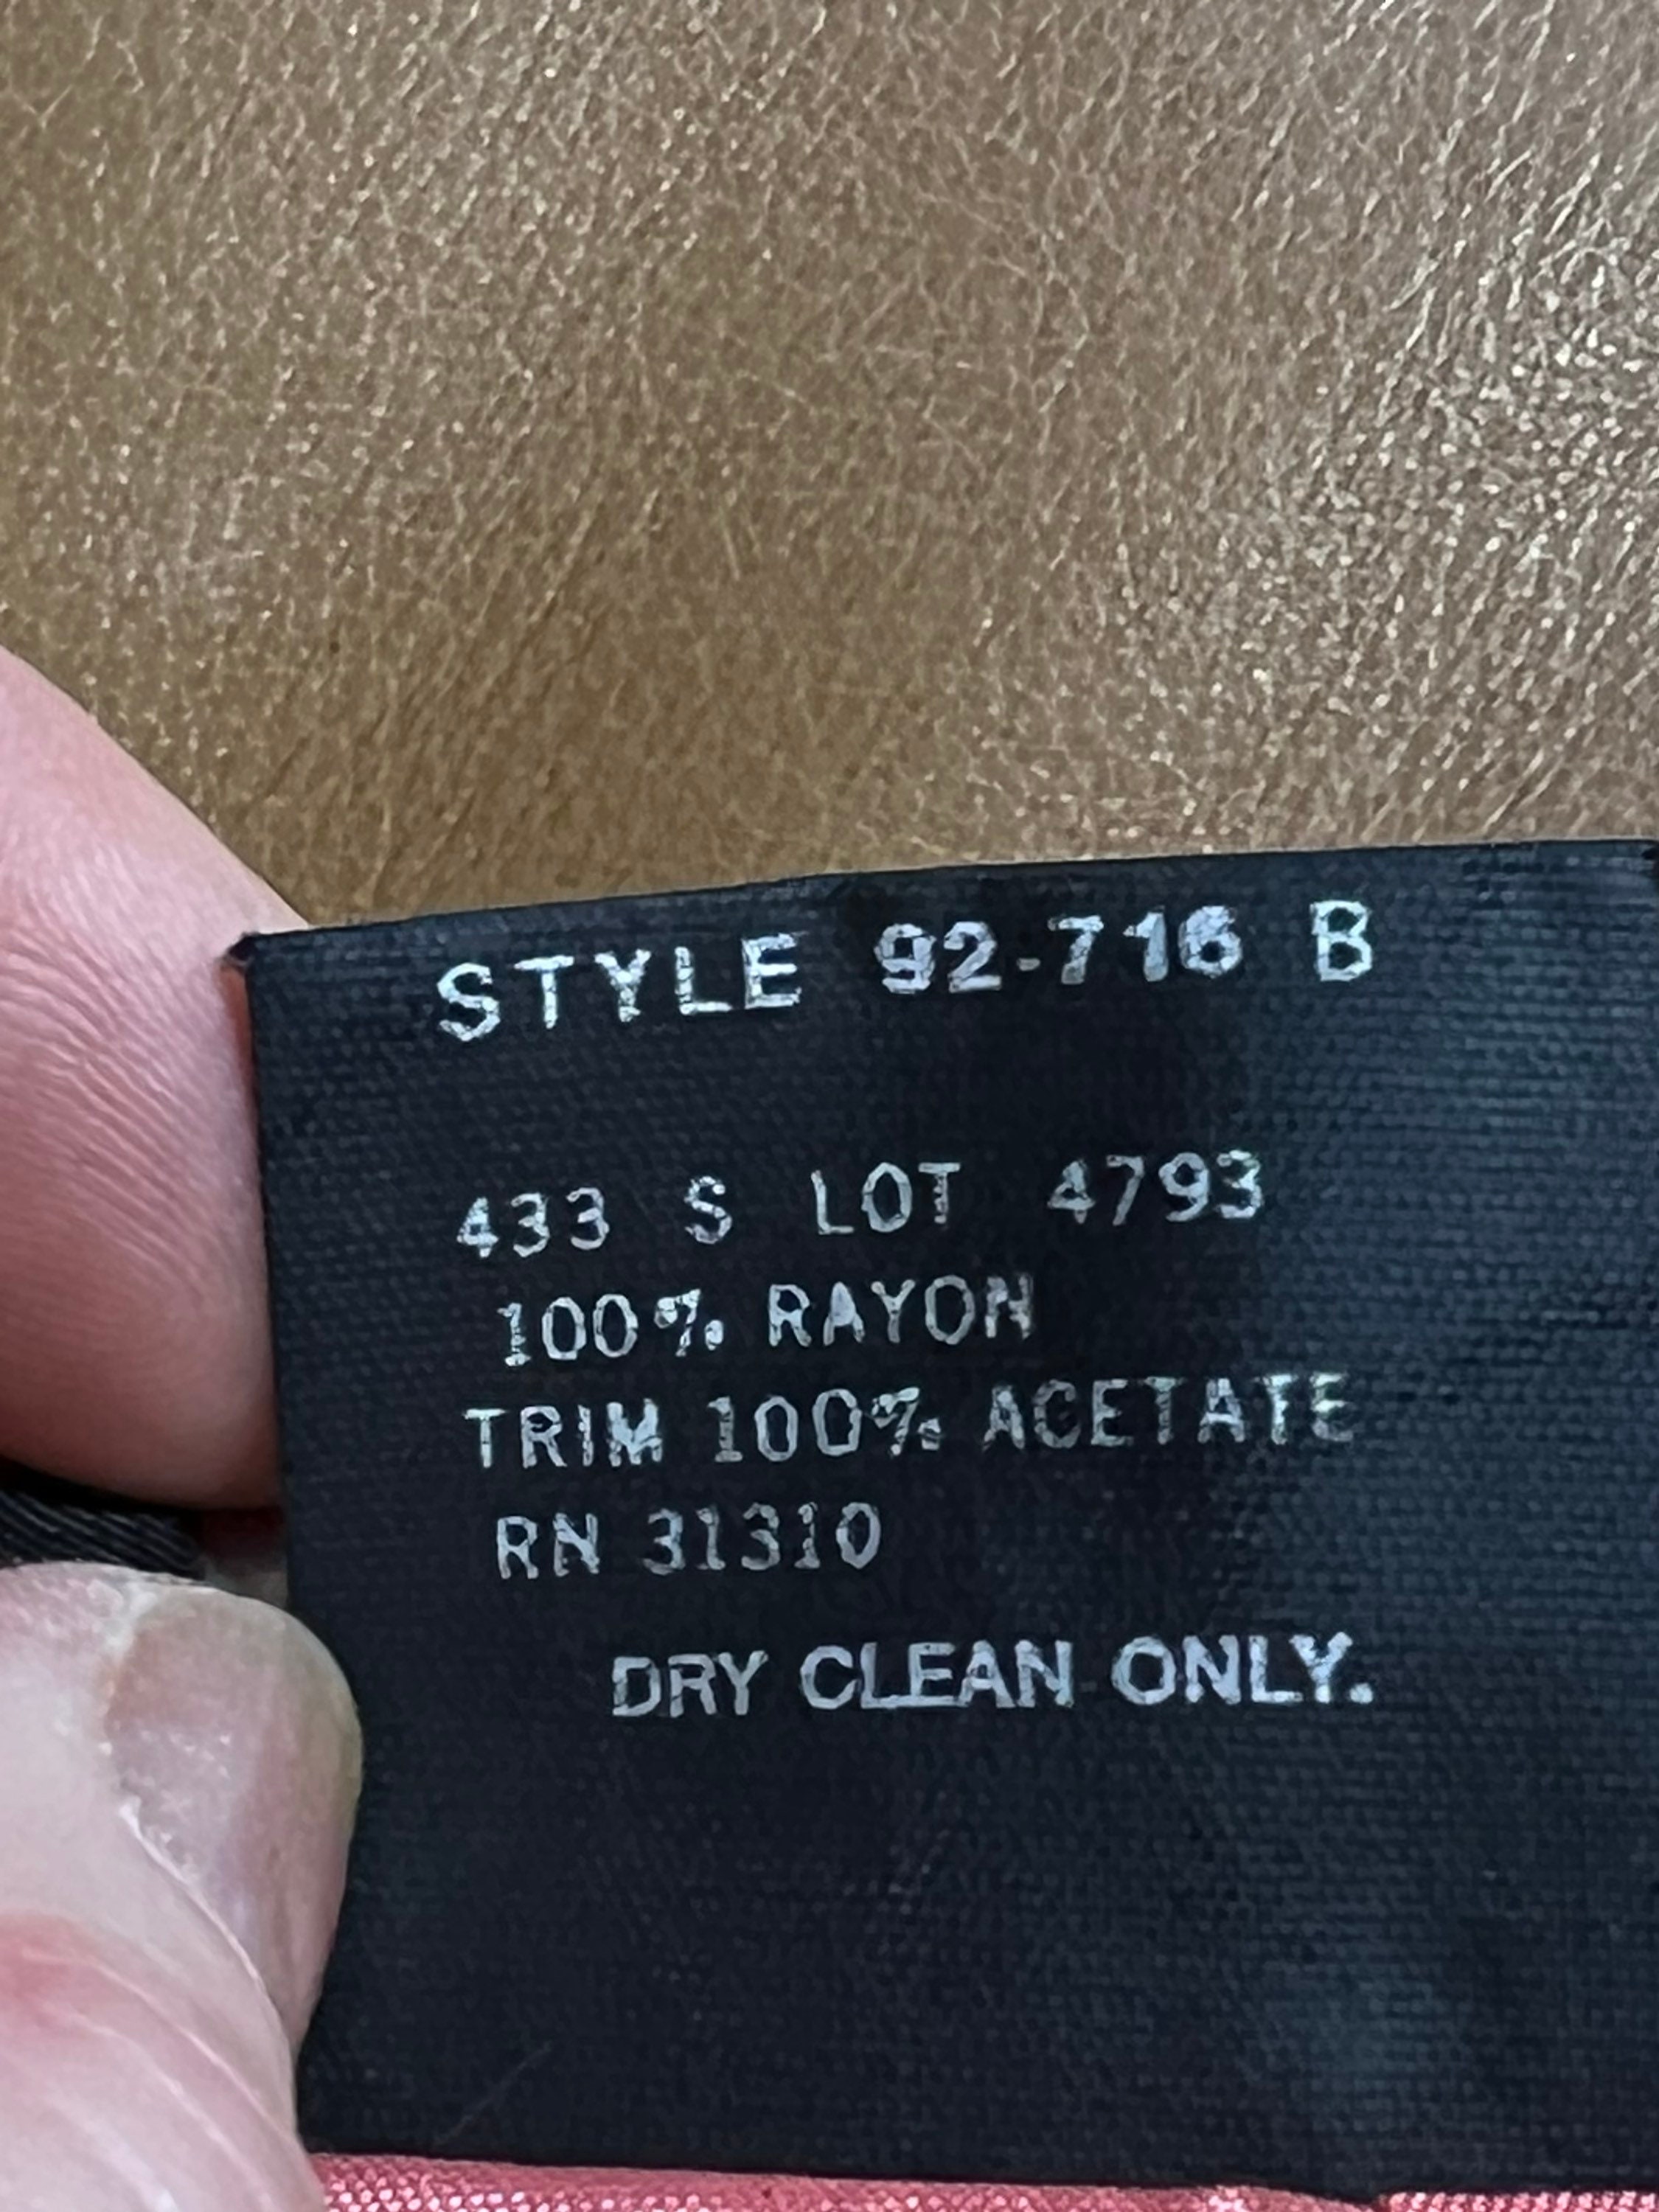 STYLE 92-716 B
433 S LOT 4793
100% RAYON
TRIM 100% ACETATE
RN 31310
DRY CLEAN ONLY.